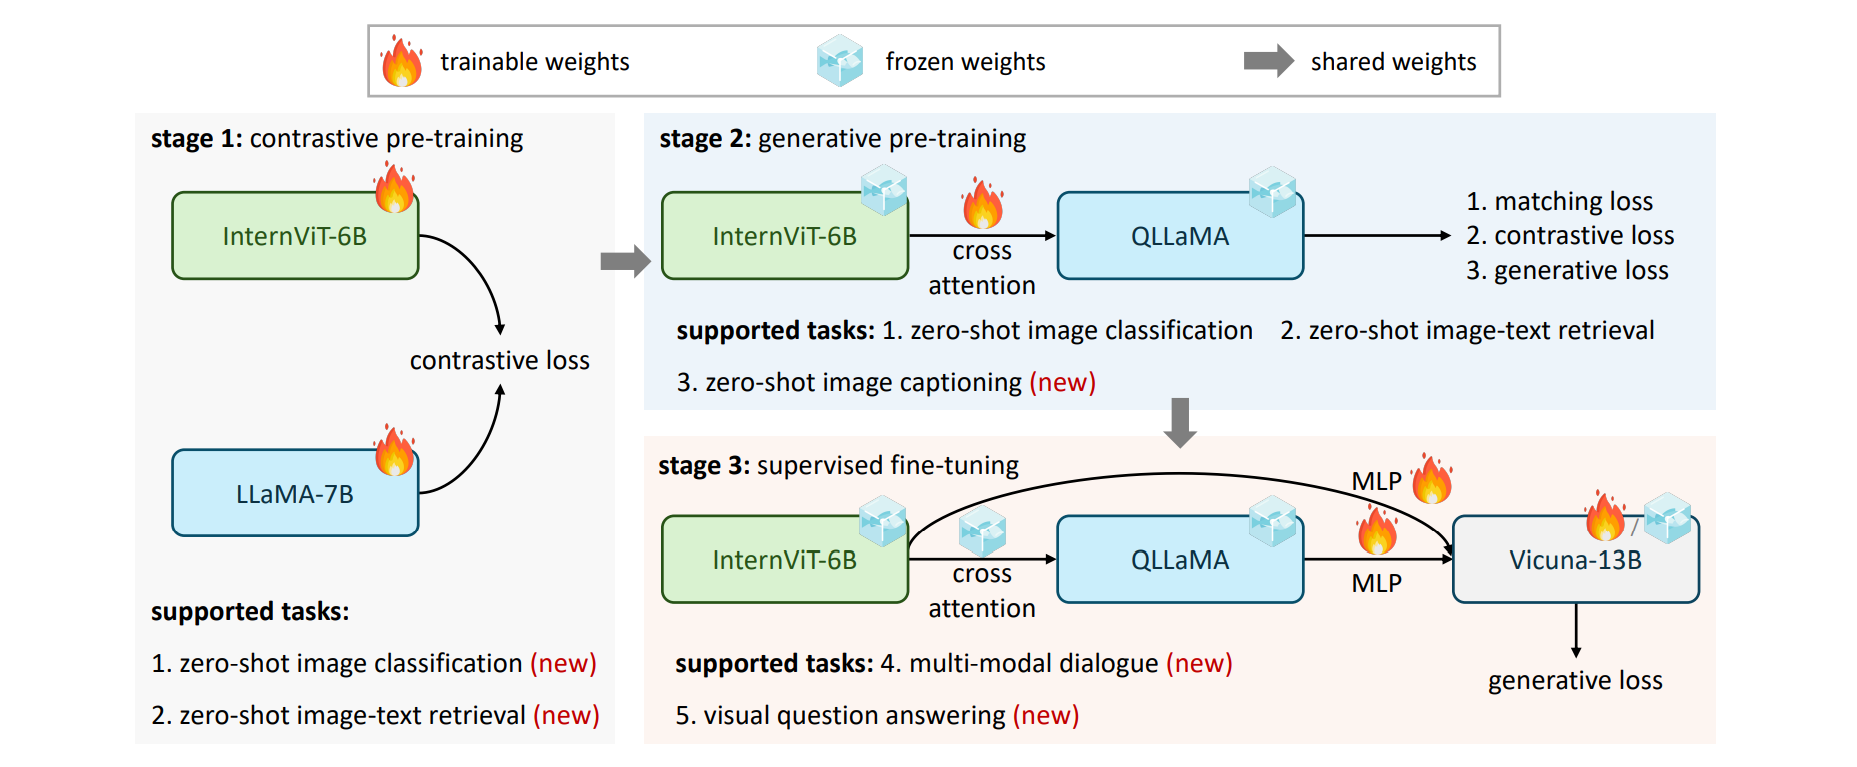 trainable weights
frozen weights
shared weights
stage 1: contrastive pre-training
InternViT-6B
contrastive loss
LLaMA-7B
supported tasks:
1. zero-shot image classification (new)
2. zero-shot image-text retrieval (new)
stage 2: generative pre-training
InternViT-6B
cross
attention
QLLaMA
1. matching loss
2. contrastive loss
3. generative loss
supported tasks: 1. zero-shot image classification 2. zero-shot image-text retrieval
3. zero-shot image captioning (new)
stage 3: supervised fine-tuning
MLP
InternViT-6B
cross
attention
QLLaMA
MLP
/
Vicuna-13B
generative loss
supported tasks: 4. multi-modal dialogue (new)
5. visual question answering (new)